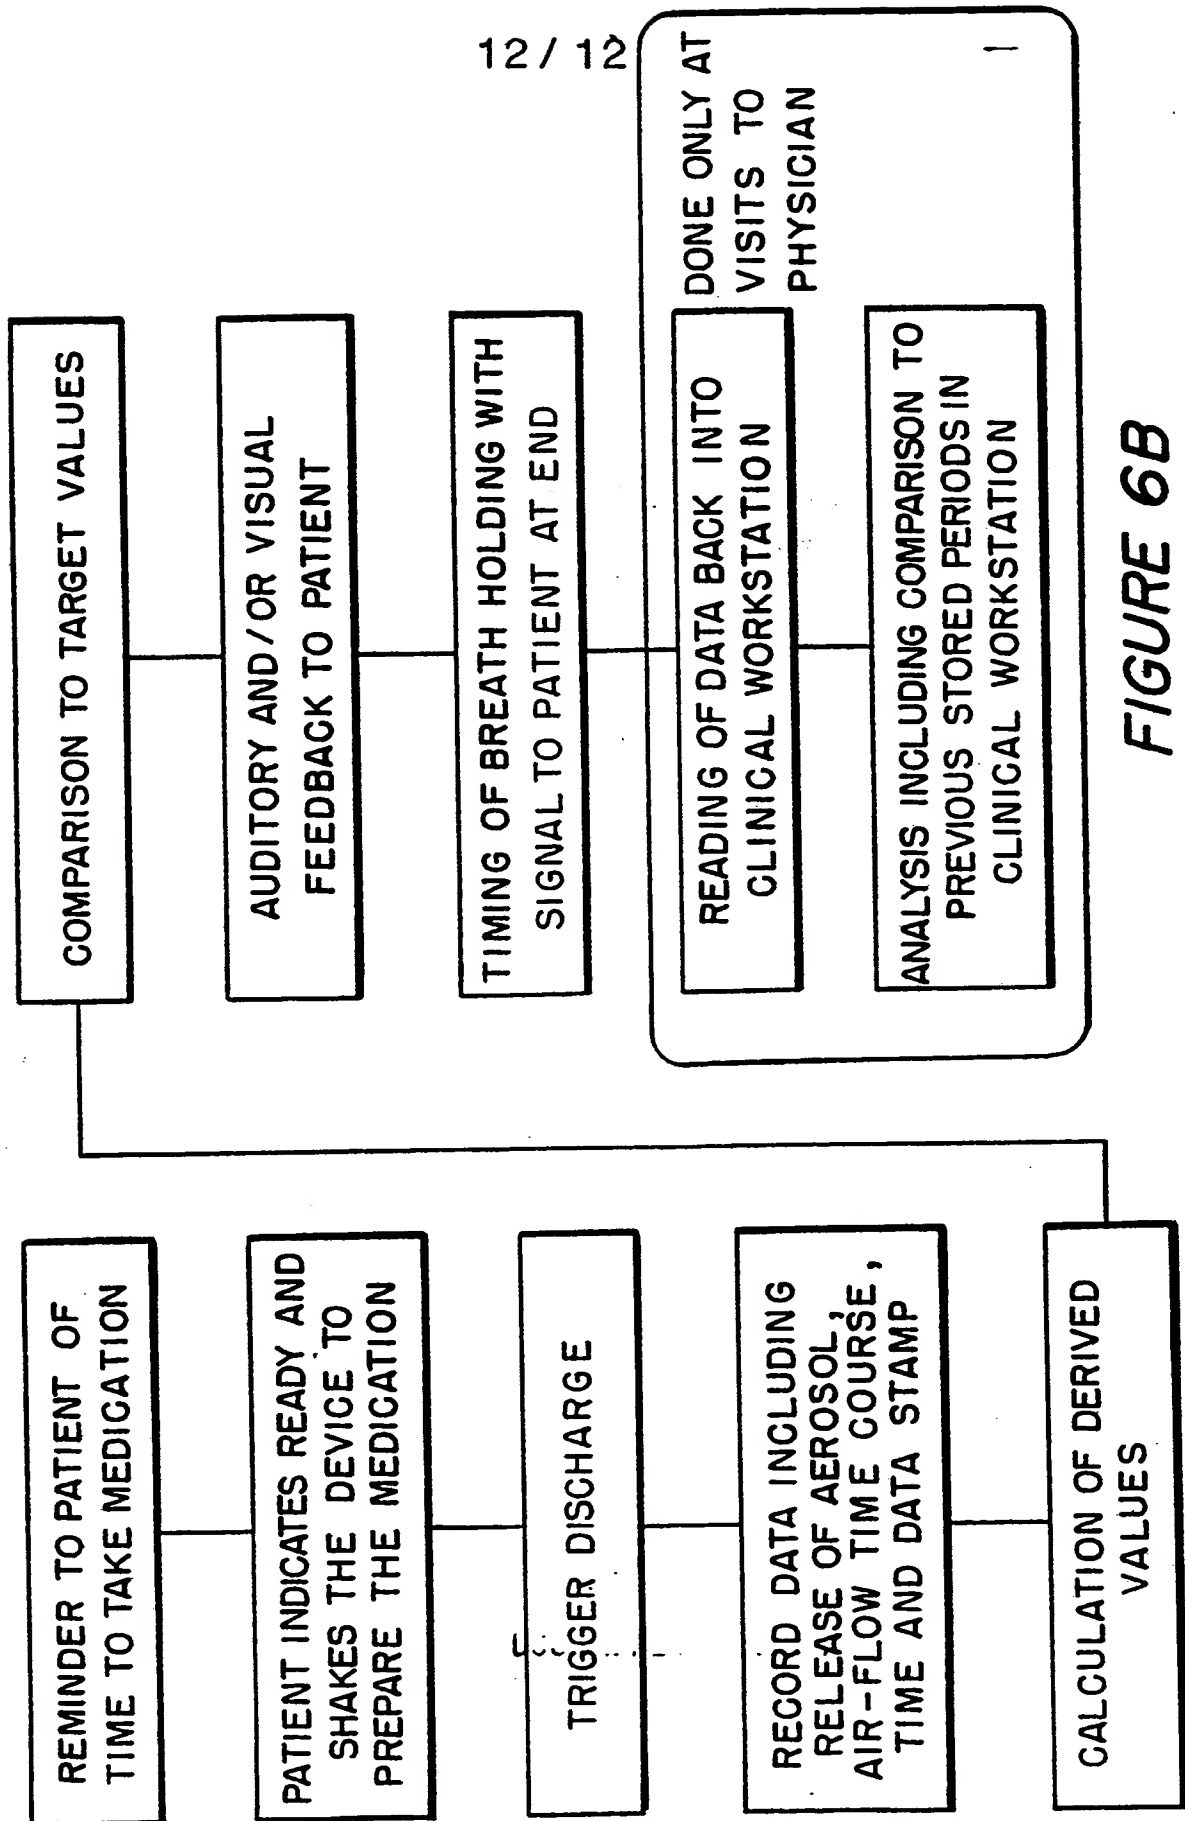 12/12
REMINDER TO PATIENT OF
TIME TO TAKE MEDICATION
PATIENT INDICATES READY AND
SHAKES THE DEVICE TO
PREPARE THE MEDICATION
TRIGGER DISCHARGE
RECORD DATA INCLUDING
RELEASE OF AEROSOL,
AIR-FLOW TIME COURSE,
TIME AND DATA STAMP
CALCULATION OF DERIVED
VALUES
COMPARISON TO TARGET VALUES
AUDITORY AND/OR VISUAL
FEEDBACK TO PATIENT
TIMING OF BREATH HOLDING WITH
SIGNAL TO PATIENT AT END
READING OF DATA BACK INTO
CLINICAL WORKSTATION
ANALYSIS INCLUDING COMPARISON TO
PREVIOUS STORED PERIODS IN
CLINICAL WORKSTATION
DONE ONLY AT
VISITS TO
PHYSICIAN
FIGURE 6B